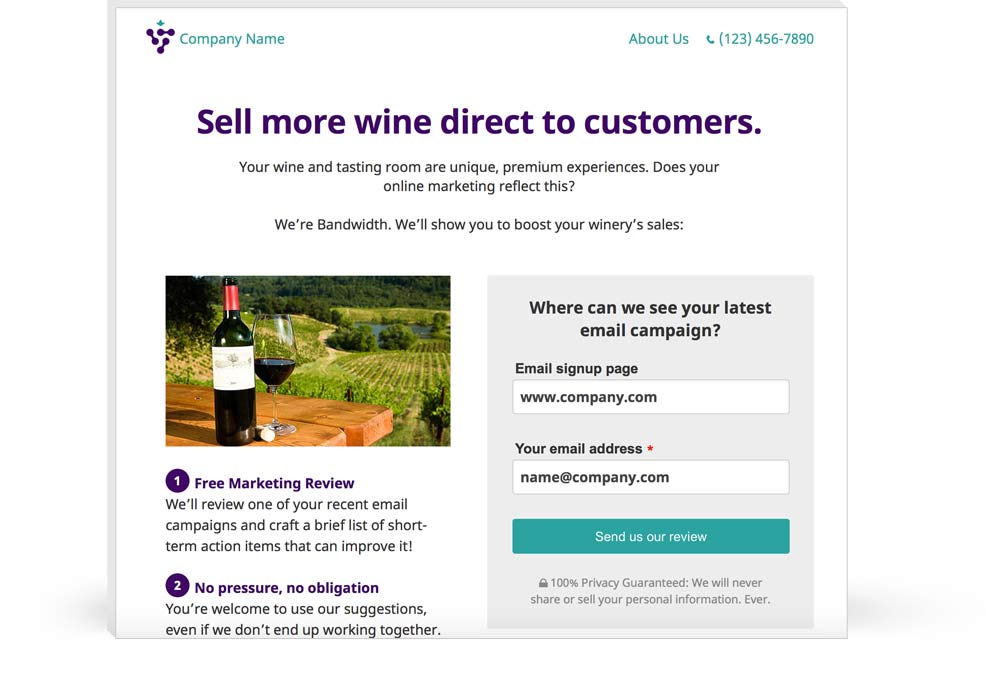 Company Name
About Us
(123) 456-7890
Sell more wine direct to customers.
Your wine and tasting room are unique, premium experiences. Does your
online marketing reflect this?
We’re Bandwidth. We’ll show you to boost your winery’s sales:
1 Free Marketing Review
We’ll review one of your recent email
campaigns and craft a brief list of short-
term action items that can improve it!
2 No pressure, no obligation
You’re welcome to use our suggestions,
even if we don’t end up working together.
Where can we see your latest
email campaign?
Email signup page
www.company.com
Your email address *
name@company.com
Send us our review
100% Privacy Guaranteed: We will never
share or sell your personal information. Ever.